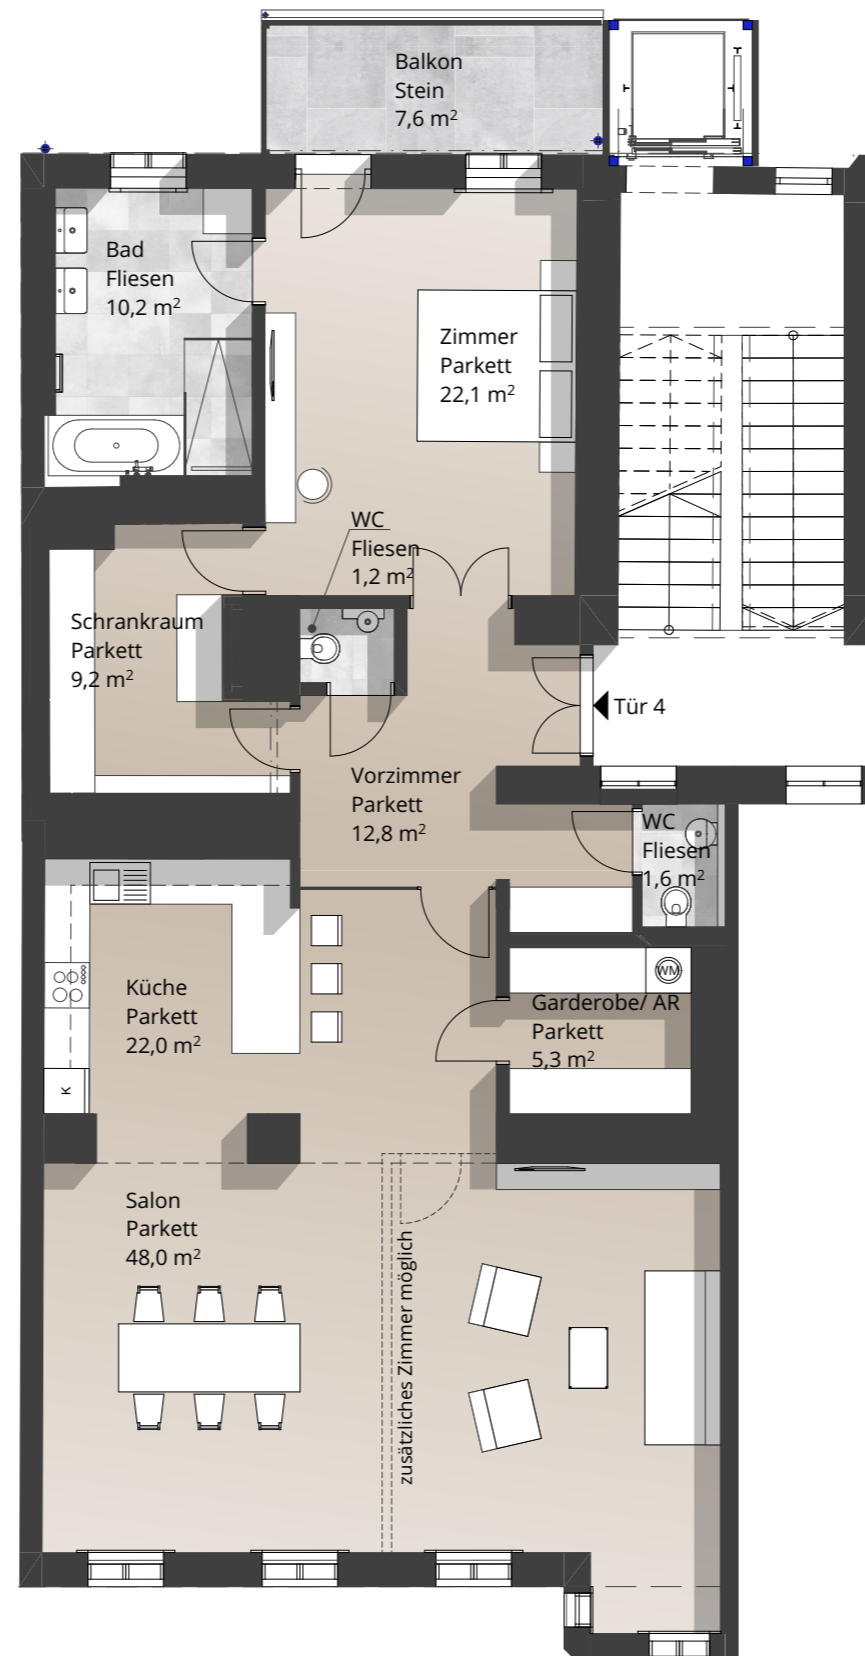 Balkon
Stein
7,6 m²
Bad
Fliesen
10,2 m²
Zimmer
Parkett
22,1 m²
WC
Fliesen
1,2 m²
Schrankraum
Parkett
9,2 m²
Tür 4
Vorzimmer
Parkett
12,8 m²
WC
Fliesen
1,6 m²
WM
Garderobe/ AR
Parkett
5,3 m²
Küche
Parkett
22,0 m²
K
Salon
Parkett
48,0 m²
zusätzliches Zimmer möglich